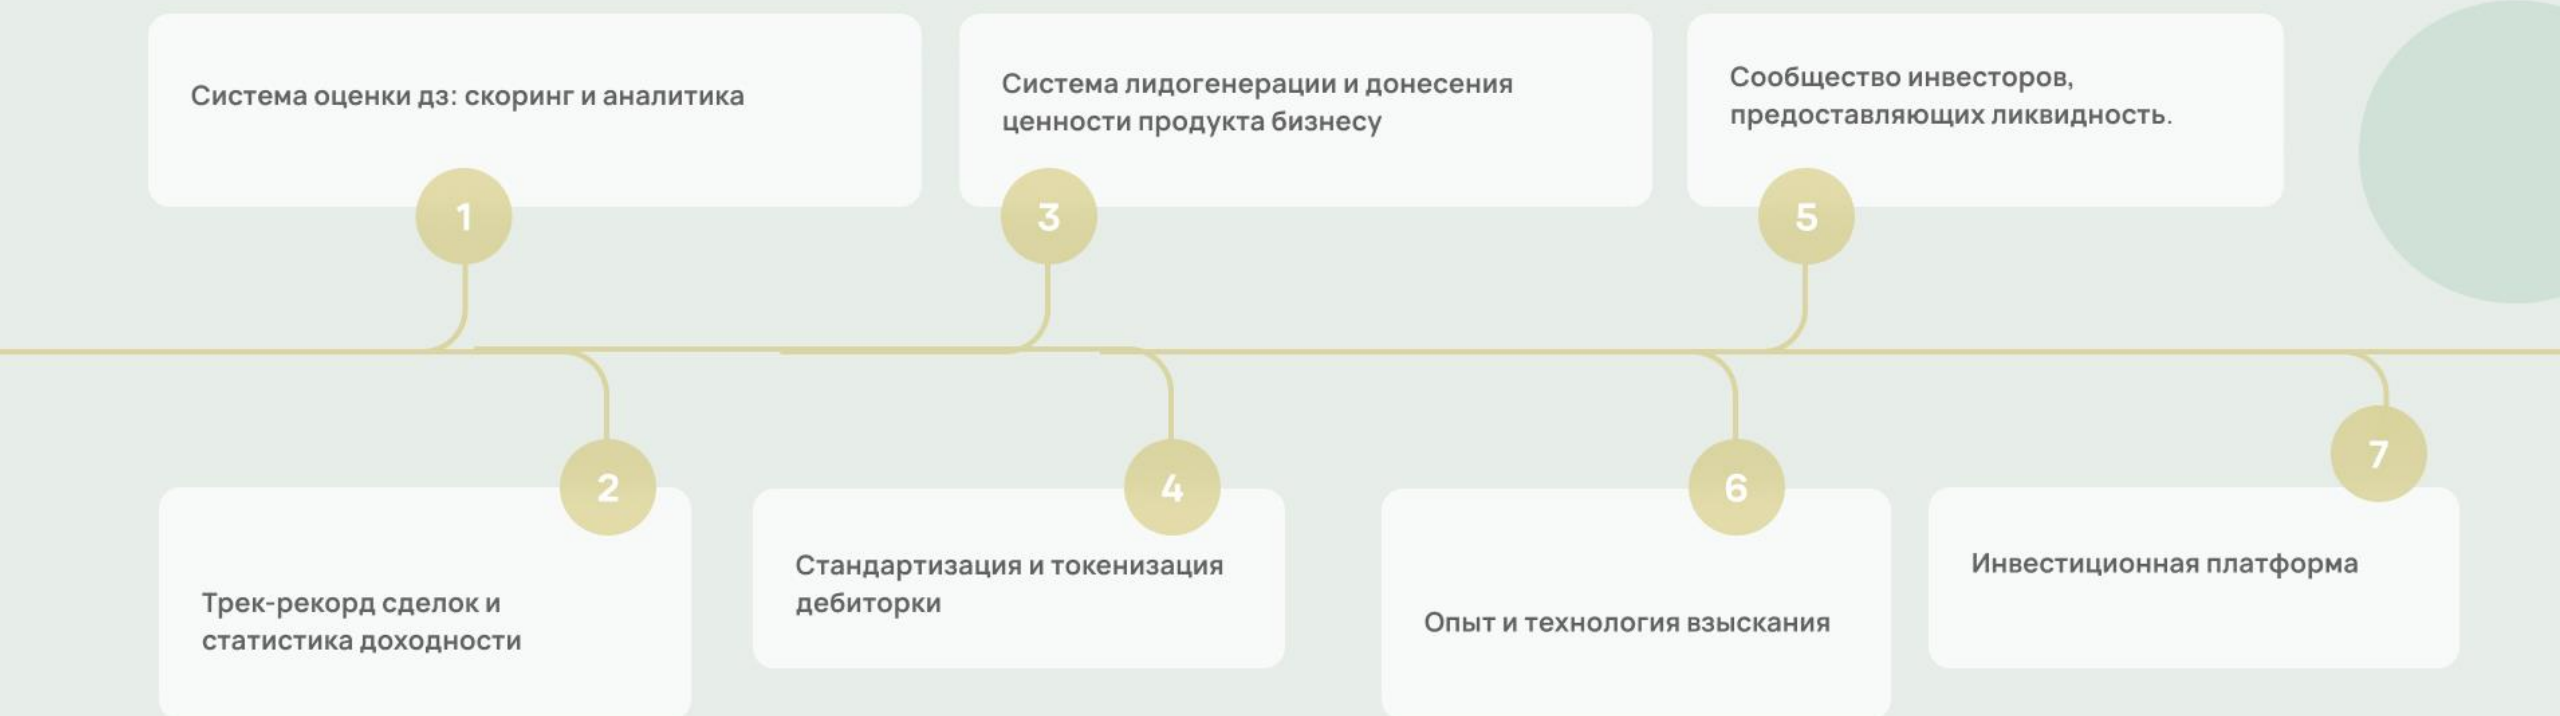 Система оценки дз: скоринг и аналитика
1
Трек-рекорд сделок и
статистика доходности
2
Система лидогенерации и донесения
ценности продукта бизнесу
3
Стандартизация и токенизация
дебиторки
4
Сообщество инвесторов,
предоставляющих ликвидность.
5
Опыт и технология взыскания
6
Инвестиционная платформа
7